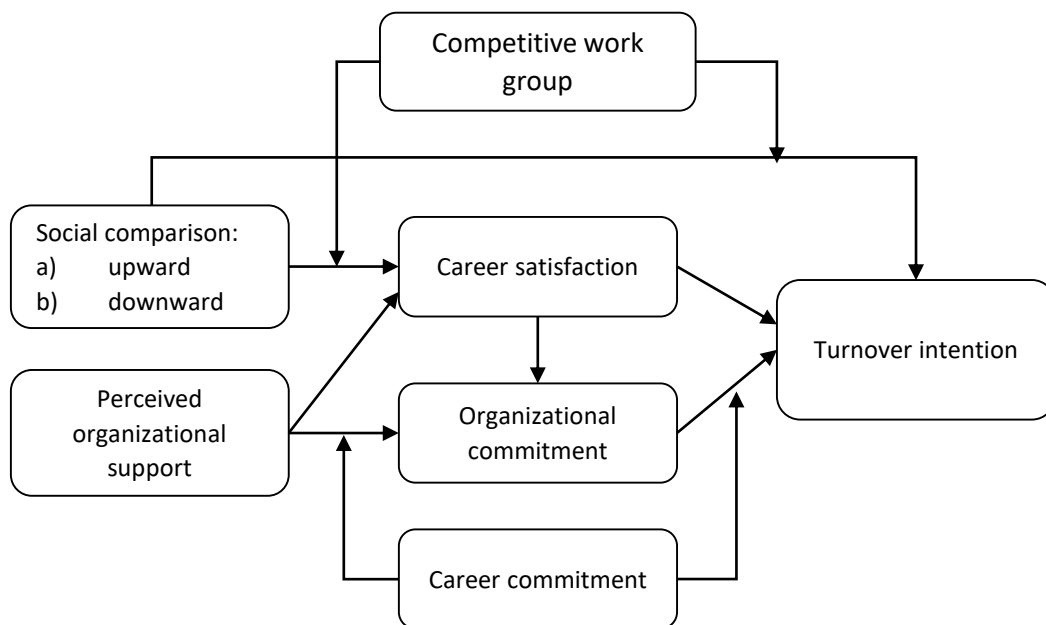 Competitive work
group
Social comparison:
a) upward
b) downward
Career satisfaction
Turnover intention
Perceived
organizational
support
Organizational
commitment
Career commitment